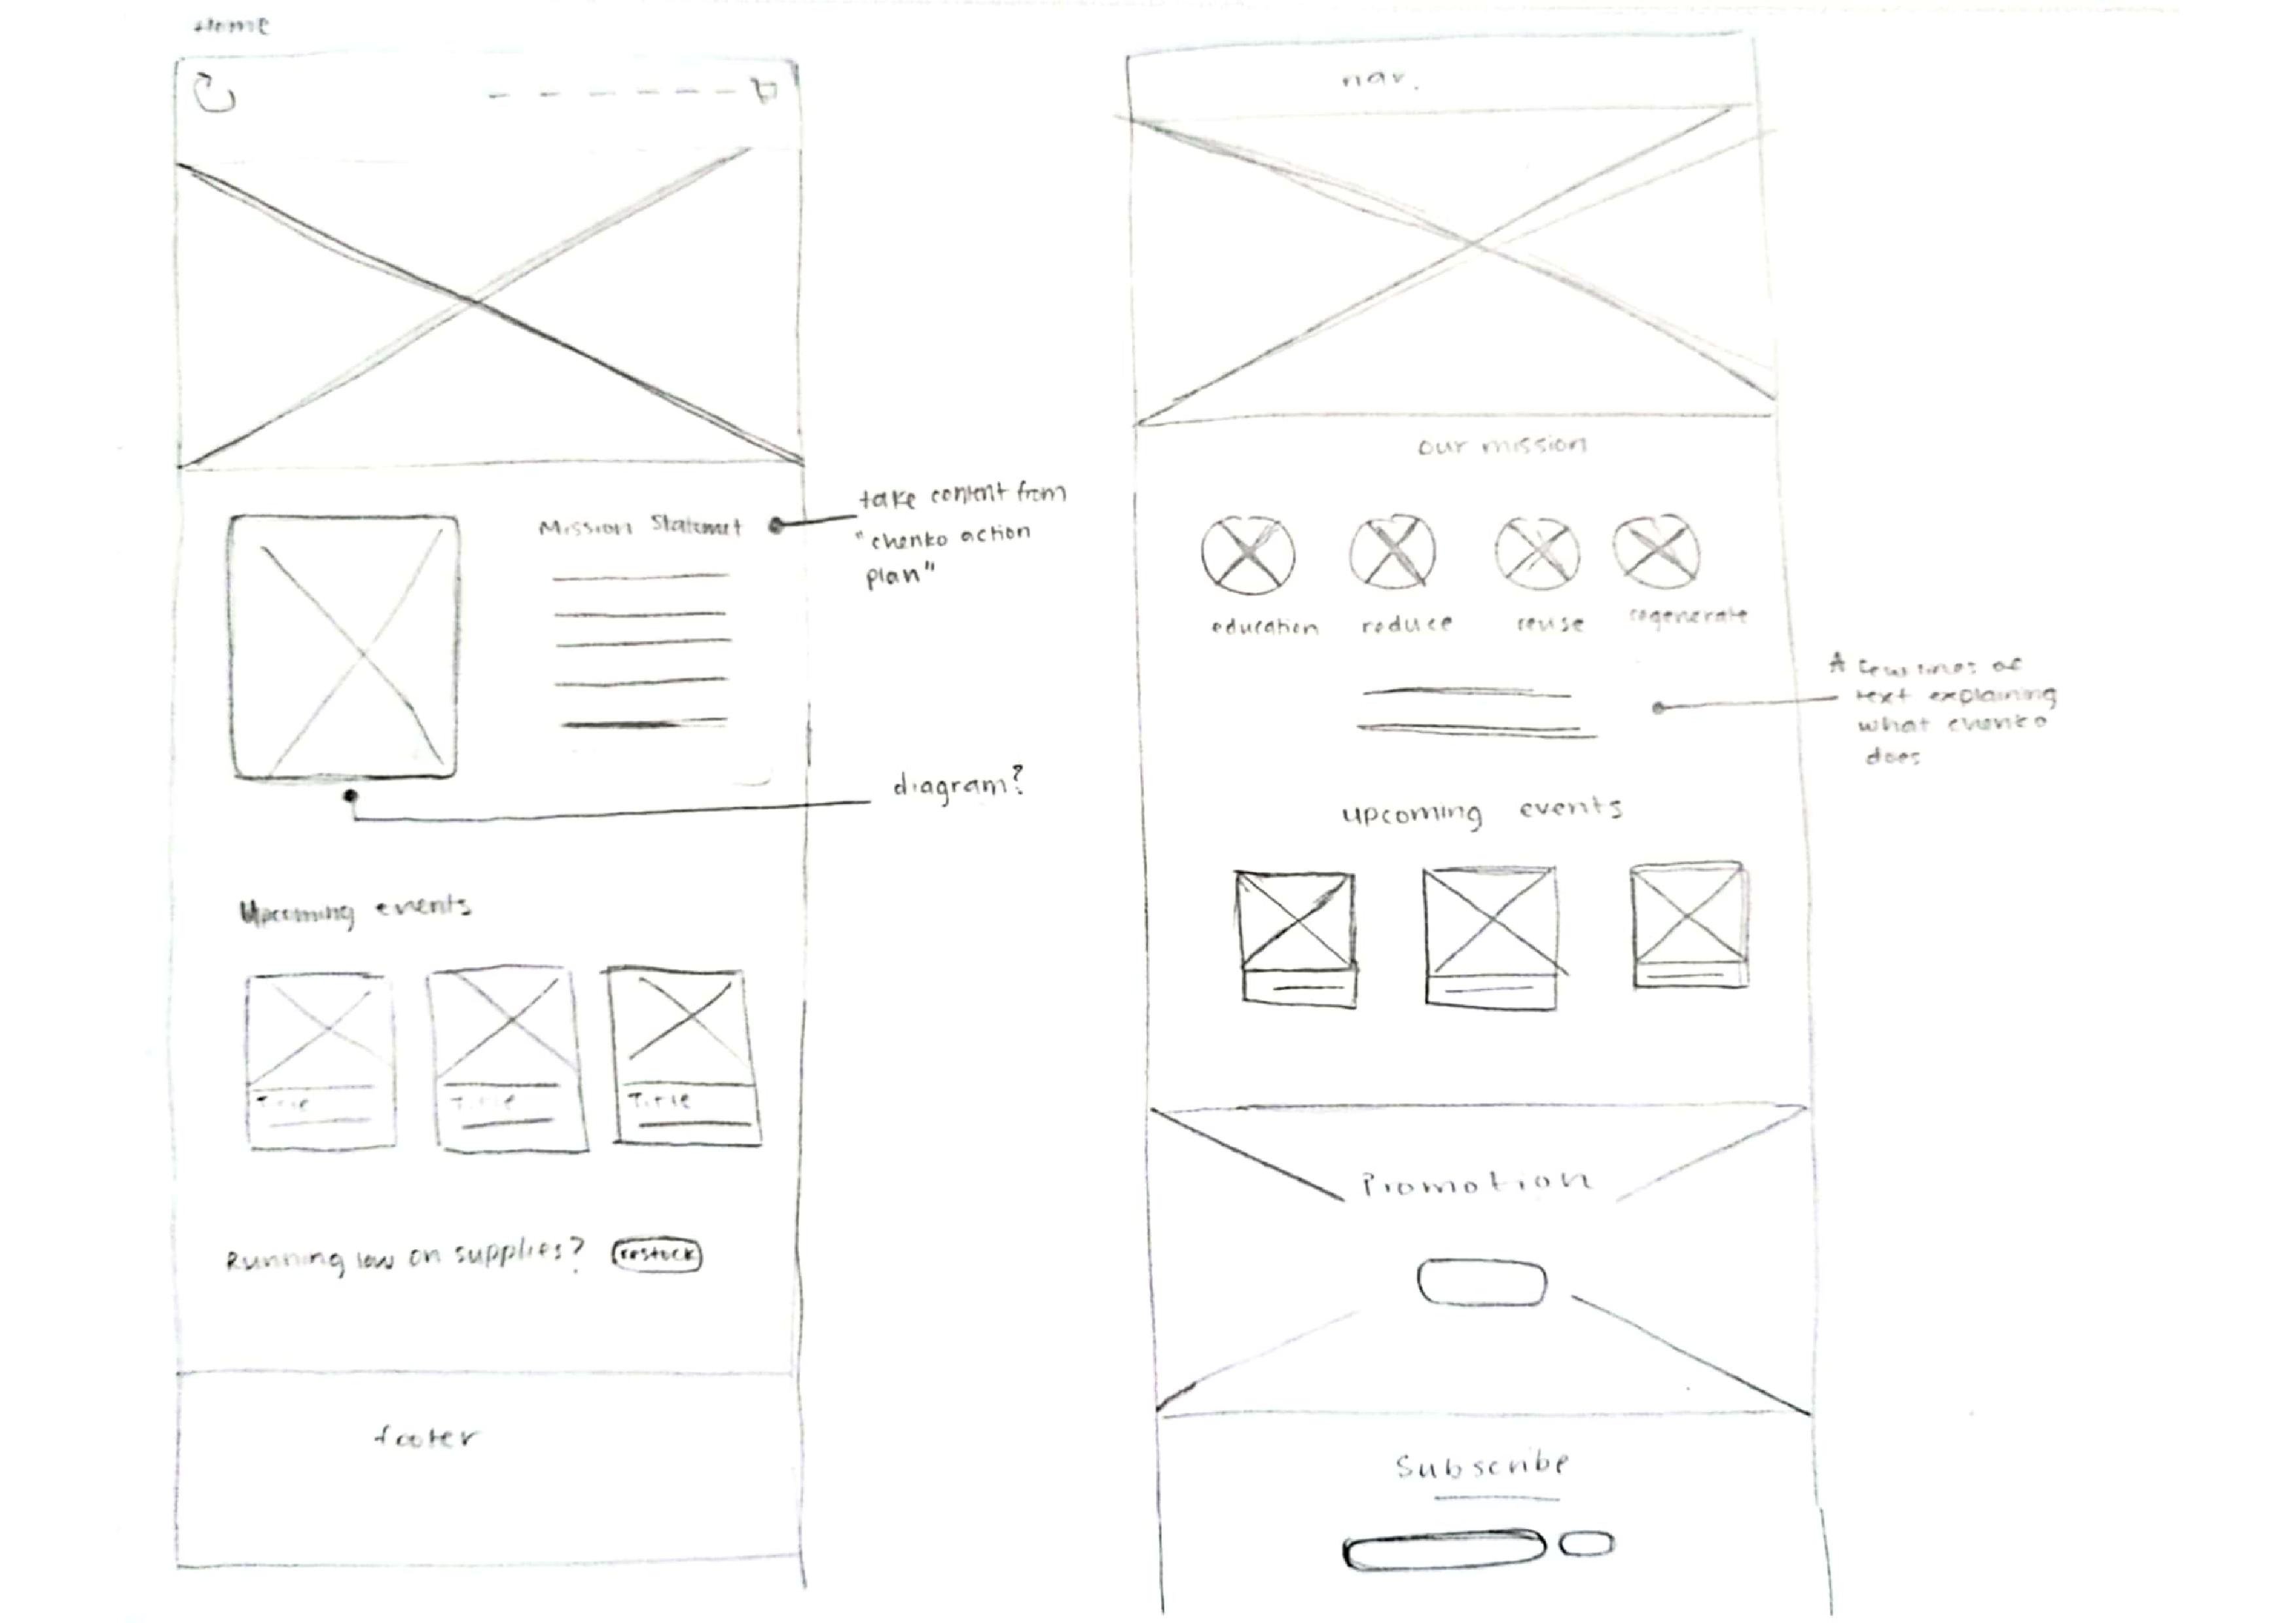 Home
Mission Statemet
take content from
"chenko action
plan"
diagram?
Upcoming events
Title
Title
Title
Running low on supplies?
restock
footer
nav.
our mission
education
reduce
reuse
regenerate
A few lines of
text explaining
what chenko
does
upcoming events
Promotion
Subscribe